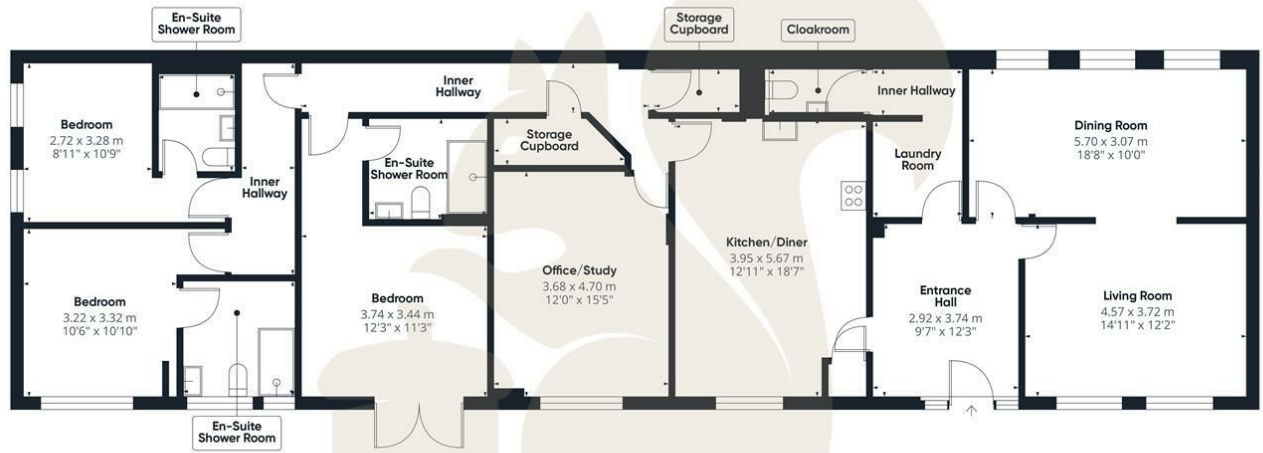 En-Suite
Shower Room
Storage
Cupboard
Cloakroom
Bedroom
2.72 x 3.28 m
8'11" x 10'9"
Inner
Hallway
Inner
Hallway
En-Suite
Shower Room
Storage
Cupboard
Inner Hallway
Laundry
Room
Dining Room
5.70 x 3.07 m
18'8" x 10'0"
Bedroom
3.22 x 3.32 m
10'6" x 10'10"
Bedroom
3.74 x 3.44 m
12'3" x 11'3"
Office/Study
3.68 x 4.70 m
12'0" x 15'5"
Kitchen/Diner
3.95 x 5.67 m
12'11" x 18'7"
Entrance
Hall
2.92 x 3.74 m
9'7" x 12'3"
Living Room
4.57 x 3.72 m
14'11" x 12'2"
En-Suite
Shower Room